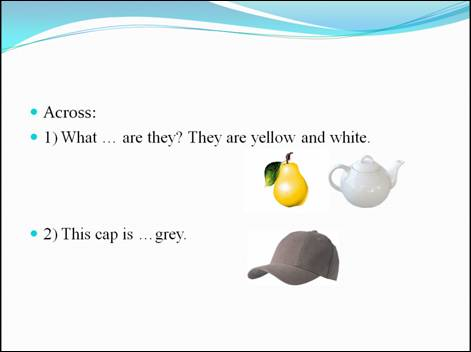 Across:
1) What … are they? They are yellow and white.
2) This cap is …grey.